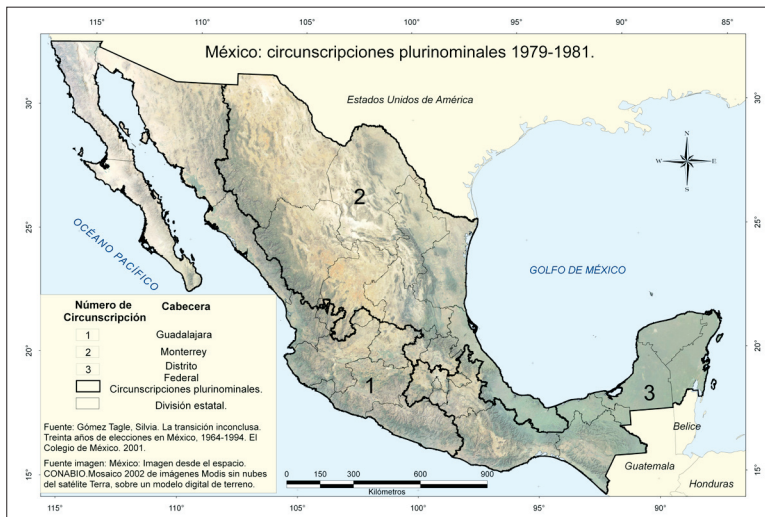 115° 110° 105° 100° 95° 90° 85°
México: circunscripciones plurinominales 1979-1981.
Estados Unidos de América
30° 30°
N
W E
S
2
25° 25°
OCÉANO PACÍFICO
GOLFO DE MÉXICO
Número de Circunscripción Cabecera
1 Guadalajara
2 Monterrey
3 Distrito
Federal
Circunscripciones plurinominales.
División estatal.
20° 20°
1
3
Belice
Guatemala
Honduras
Fuente: Gómez Tagle, Silvia. La transición inconclusa.
Treinta años de elecciones en México, 1964-1994. El
Colegio de México. 2001.
Fuente imagen: México: Imagen desde el espacio.
CONABIO.Mosaico 2002 de imágenes Modis sin nubes
del satélite Terra, sobre un modelo digital de terreno.
0 150 300 600 900
Kilómetros
15° 15°
115° 110° 105° 100° 95° 90°